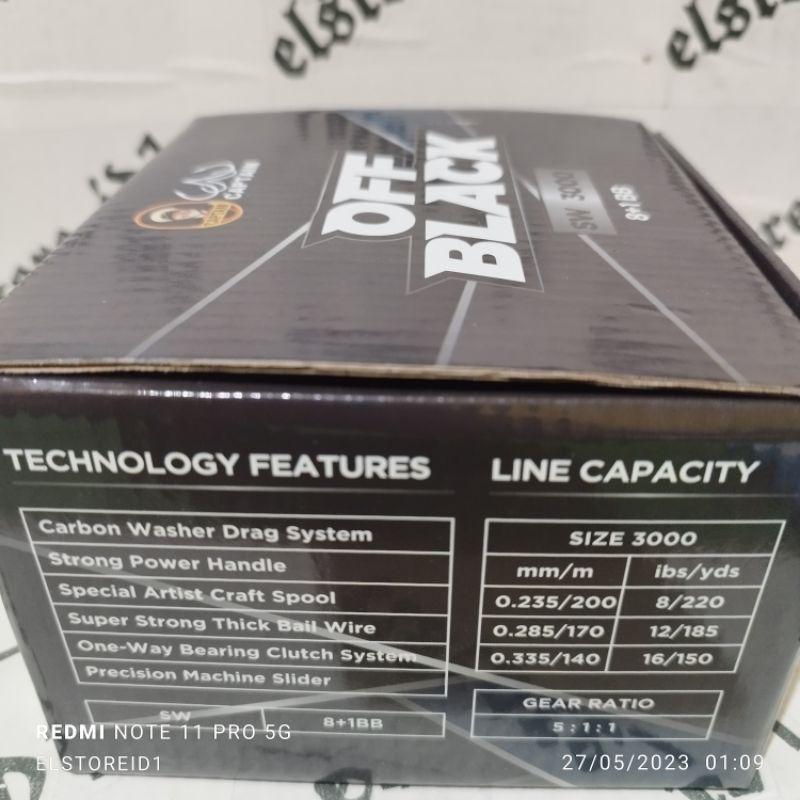 elstore
CAPTAIN
OFF
BLACK
SW 3000
8+1BB
TECHNOLOGY FEATURES
Carbon Washer Drag System
Strong Power Handle
Special Artist Craft Spool
Super Strong Thick Bail Wire
One-Way Bearing Clutch System
Precision Machine Slider
SW 8+1BB
LINE CAPACITY
SIZE 3000
mm/m ibs/yds
0.235/200 8/220
0.285/170 12/185
0.335/140 16/150
GEAR RATIO
5:1:1
REDMI NOTE 11 PRO 5G
ELSTOREID1
27/05/2023 01:09